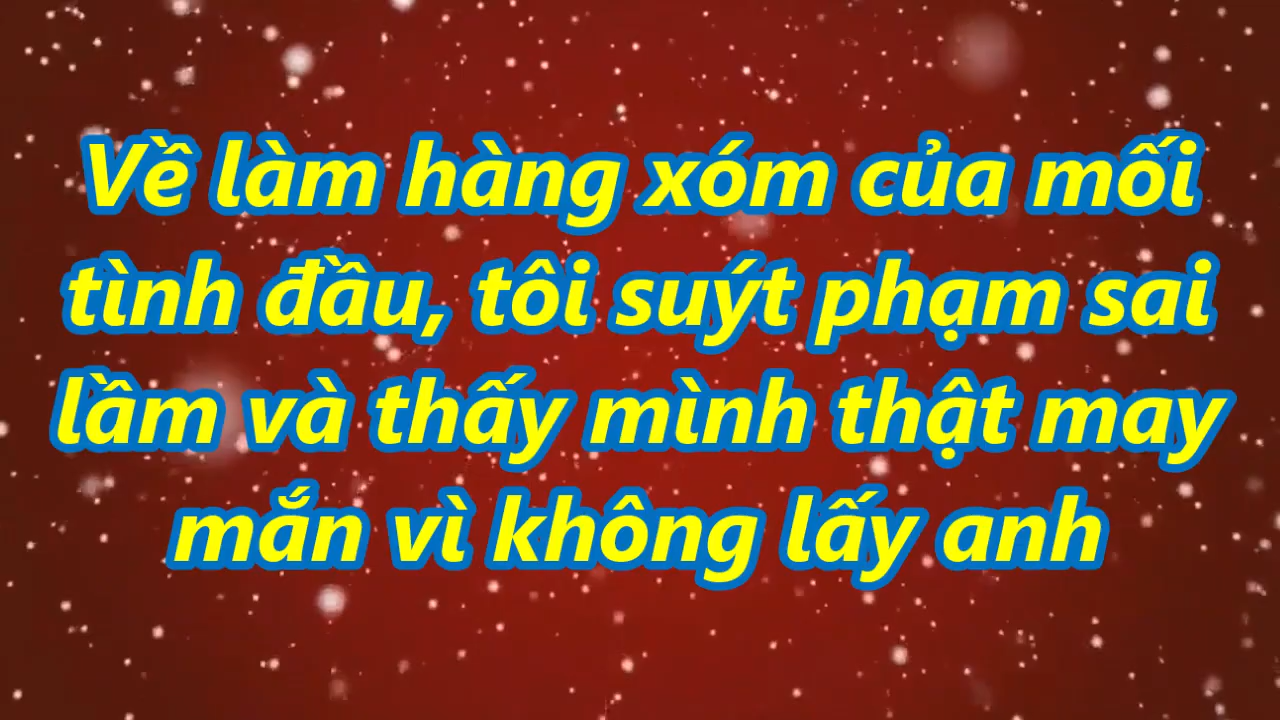 Về làm hàng xóm của mối
tình đầu, tôi suýt phạm sai
lầm và thấy mình thật may
mắn vì không lấy anh